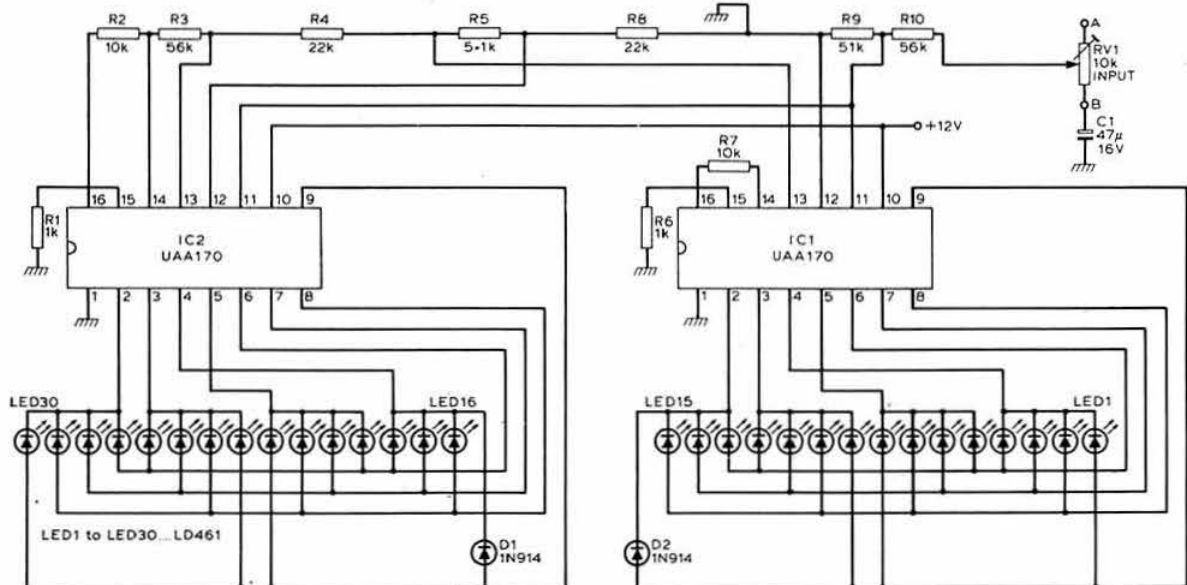 R2 R3 R4 R5 R8 R9 R10
10k 56k 22k 5·1k 22k 51k 56k
A
RV1
10k
INPUT
B
C1
47μ
16V
+12V
R7
10k
16 15 14 13 12 11 10 9
16 15 14 13 12 11 10 9
R1
1k
IC2
UAA170
R6
1k
IC1
UAA170
1 2 3 4 5 6 7 8
1 2 3 4 5 6 7 8
LED30 LED16 LED15 LED1
LED1 to LED30...LD461
D1
1N914
D2
1N914